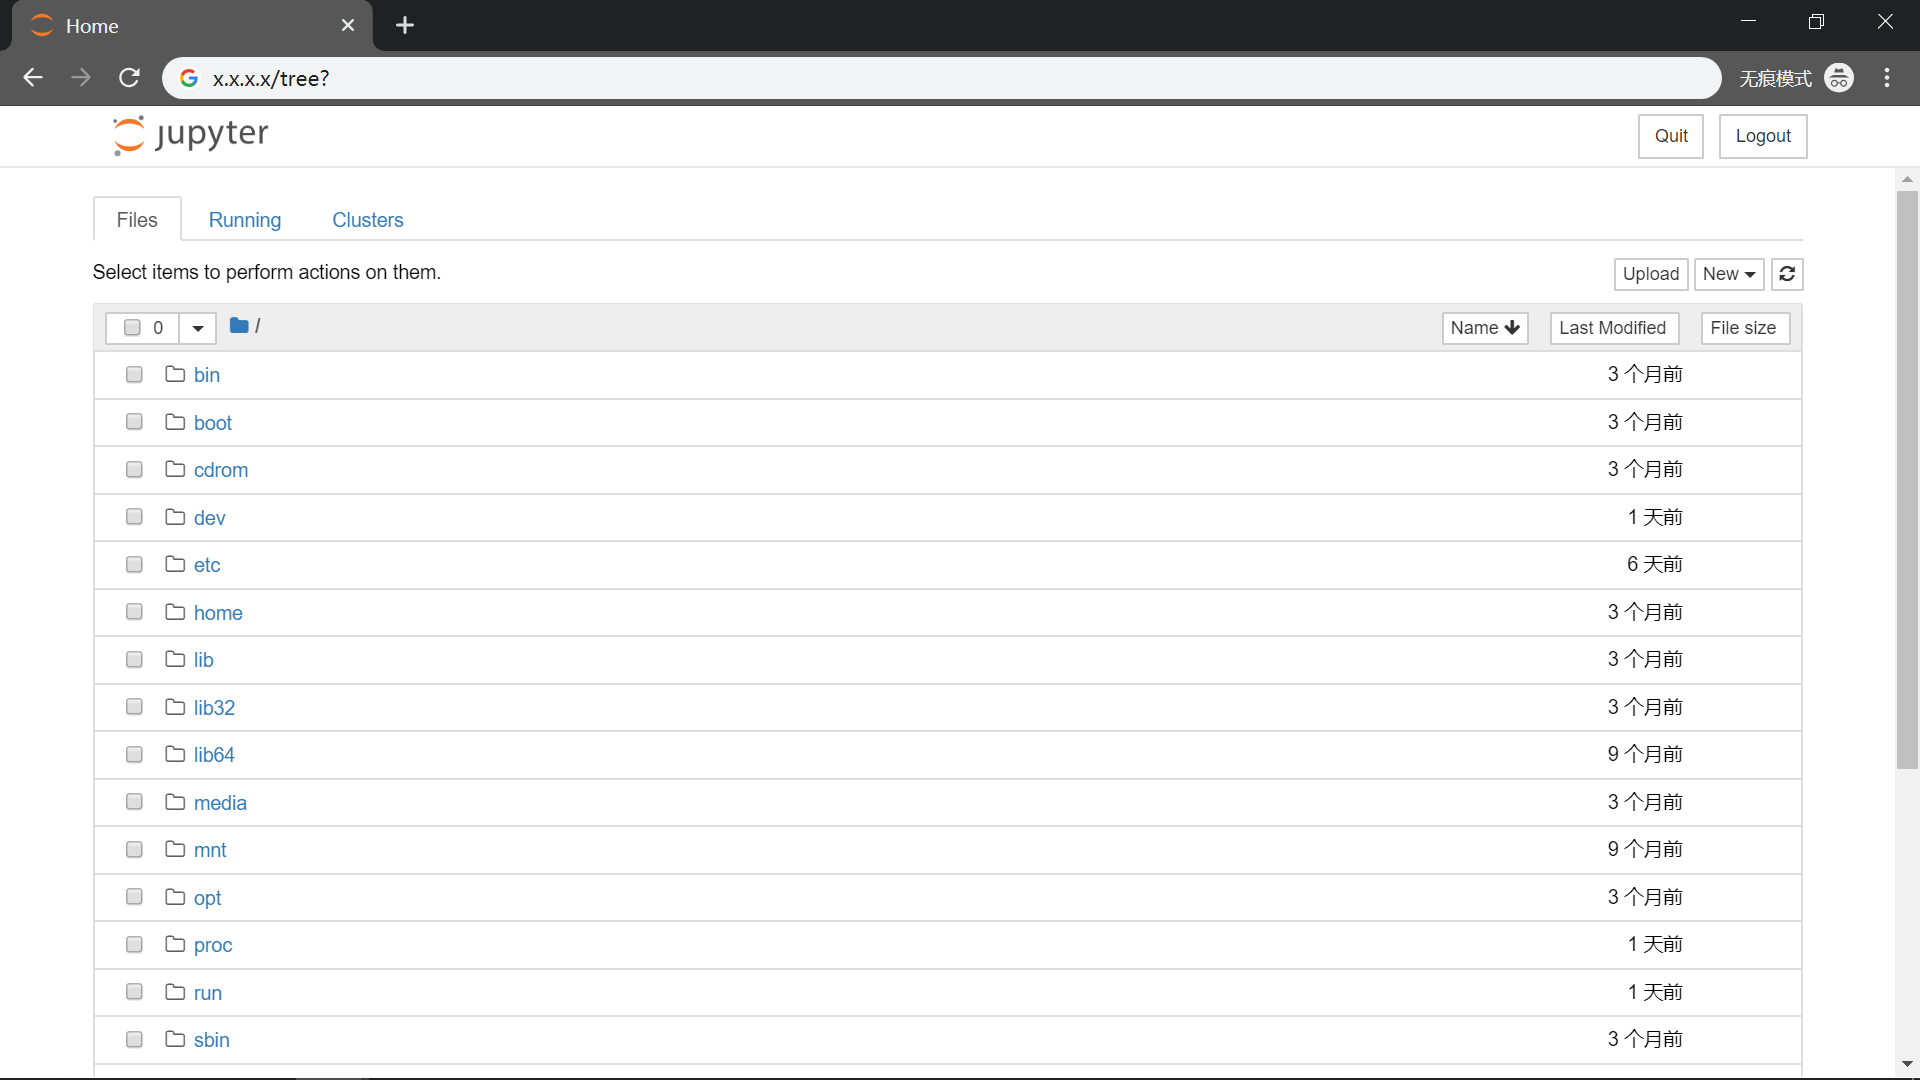 Home
x.x.x.x/tree?
无痕模式
jupyter
Quit
Logout
Files
Running
Clusters
Select items to perform actions on them.
Upload
New
0
/
Name
Last Modified
File size
bin
3 个月前
boot
3 个月前
cdrom
3 个月前
dev
1 天前
etc
6 天前
home
3 个月前
lib
3 个月前
lib32
3 个月前
lib64
9 个月前
media
3 个月前
mnt
9 个月前
opt
3 个月前
proc
1 天前
run
1 天前
sbin
3 个月前